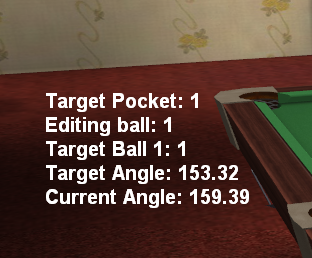 Target Pocket: 1
Editing ball: 1
Target Ball 1: 1
Target Angle: 153.32
Current Angle: 159.39